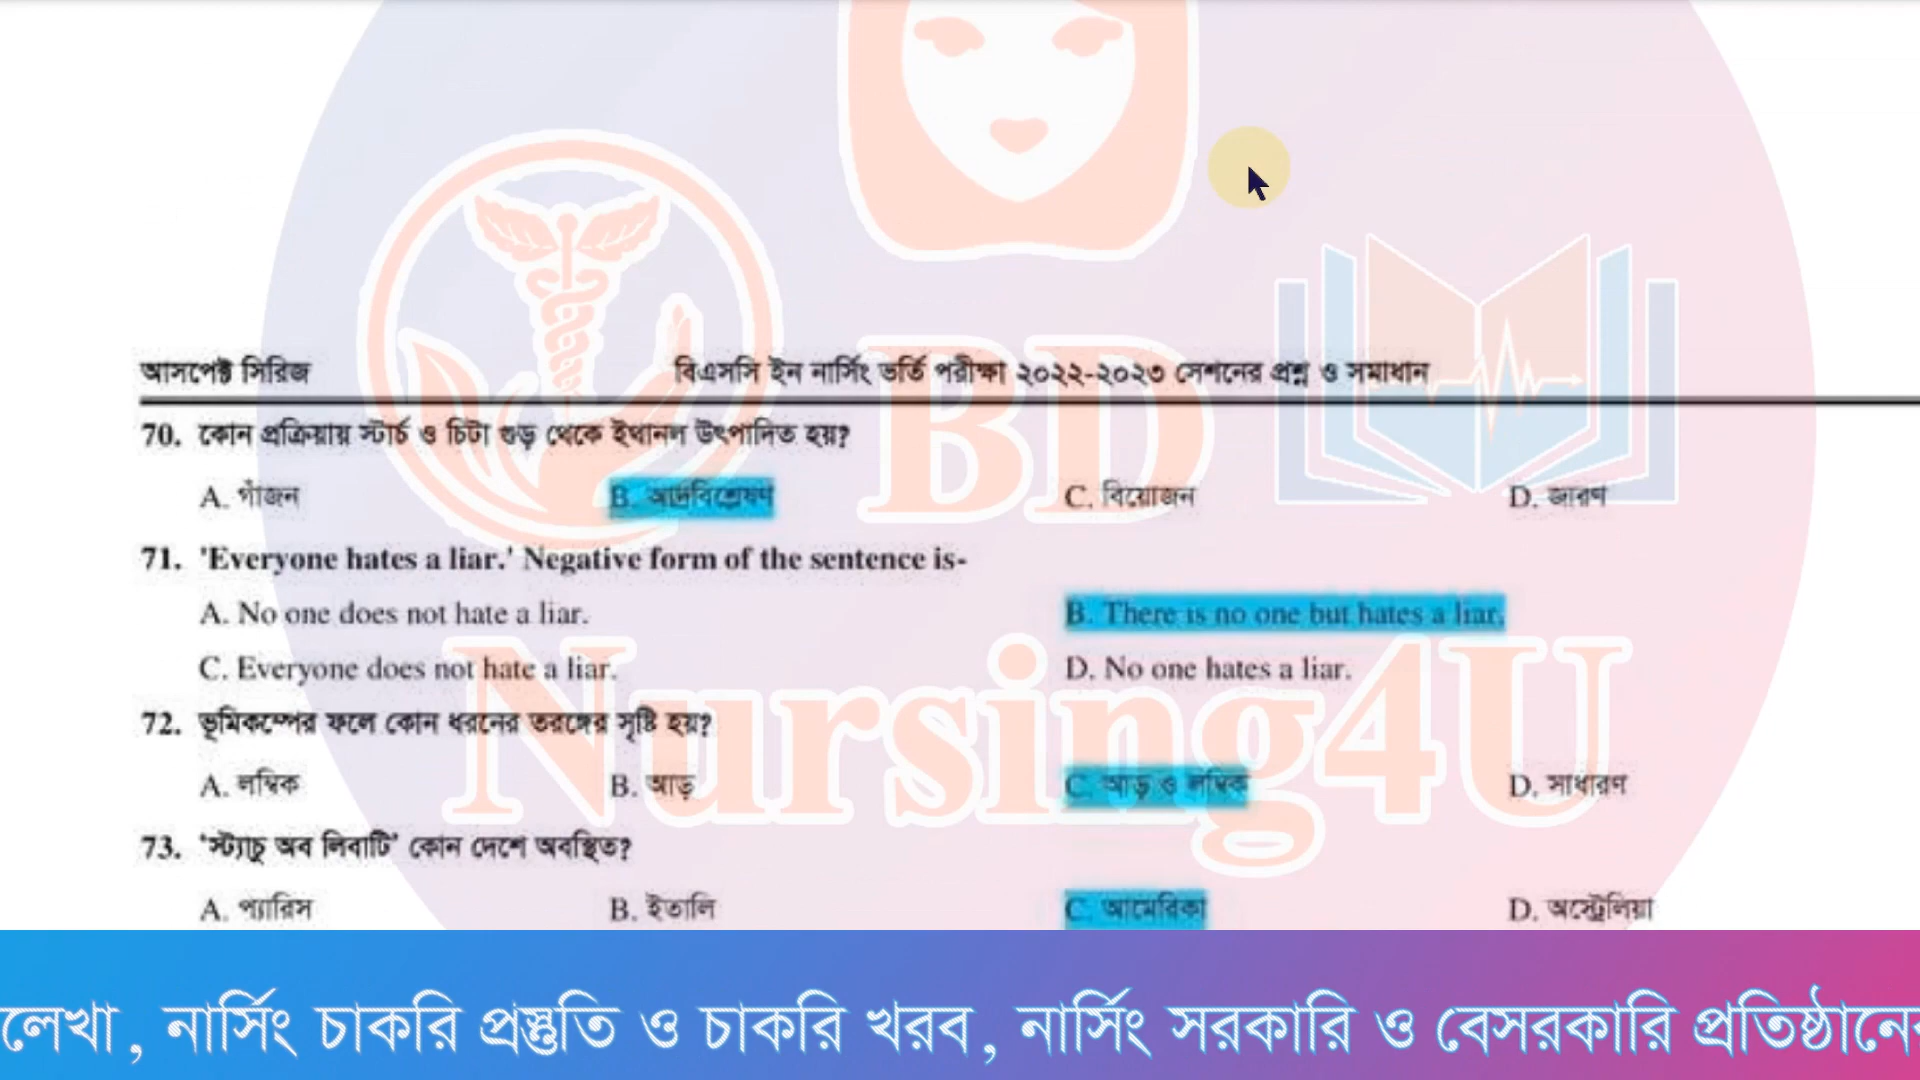 আসপেক্ট সিরিজ বিএসসি ইন নার্সিং ভর্তি পরীক্ষা ২০২২-২০২৩ সেশনের প্রশ্ন ও সমাধান
70. কোন প্রক্রিয়ায় স্টার্চ ও চিটা গুড় থেকে ইথানল উৎপাদিত হয়?
A. গাঁজন B. আর্দ্রবিশ্লেষণ C. বিয়োজন D. জারণ
71. 'Everyone hates a liar.' Negative form of the sentence is-
A. No one does not hate a liar. B. There is no one but hates a liar.
C. Everyone does not hate a liar. D. No one hates a liar.
72. ভূমিকম্পের ফলে কোন ধরনের তরঙ্গের সৃষ্টি হয়?
A. লম্বিক B. আড় C. আড় ও লম্বিক D. সাধারণ
73. ‘স্ট্যাচু অব লিবার্টি’ কোন দেশে অবস্থিত?
A. প্যারিস B. ইতালি C. আমেরিকা D. অস্ট্রেলিয়া
BD
Nursing4U
লেখা, নার্সিং চাকরি প্রস্তুতি ও চাকরি খরব, নার্সিং সরকারি ও বেসরকারি প্রতিষ্ঠানের